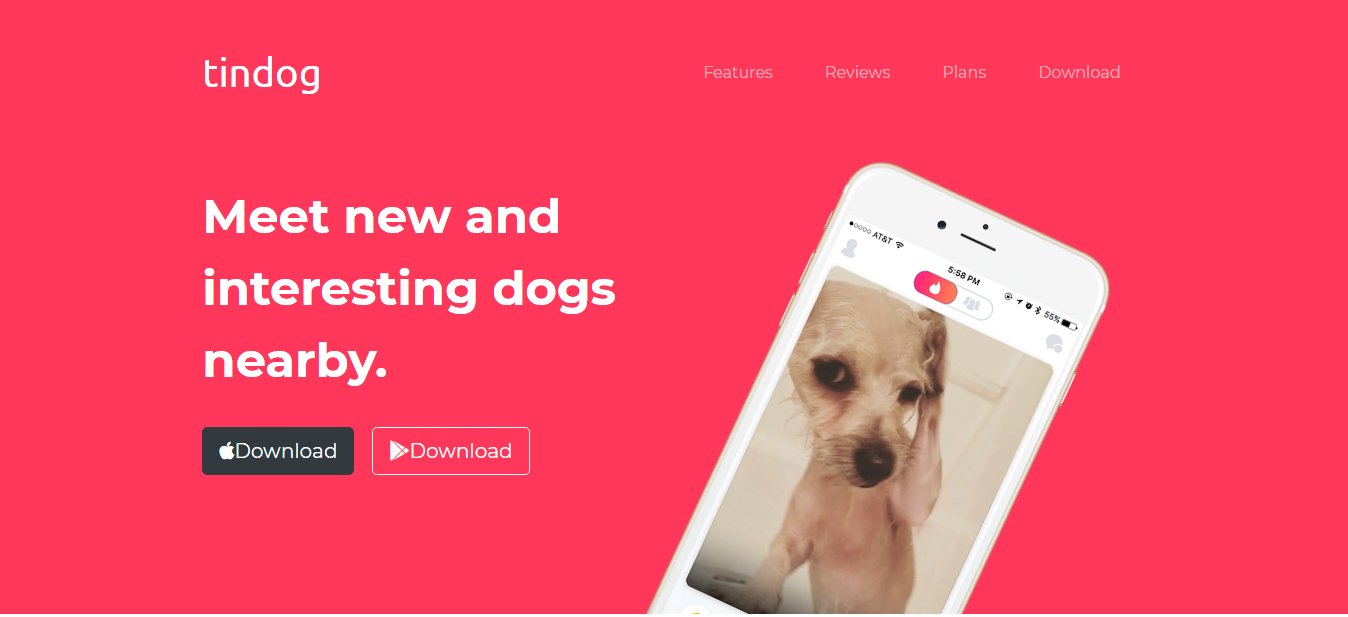 tindog
Features Reviews Plans Download
Meet new and
interesting dogs
nearby.
Download Download
AT&T
5:58 PM
55%